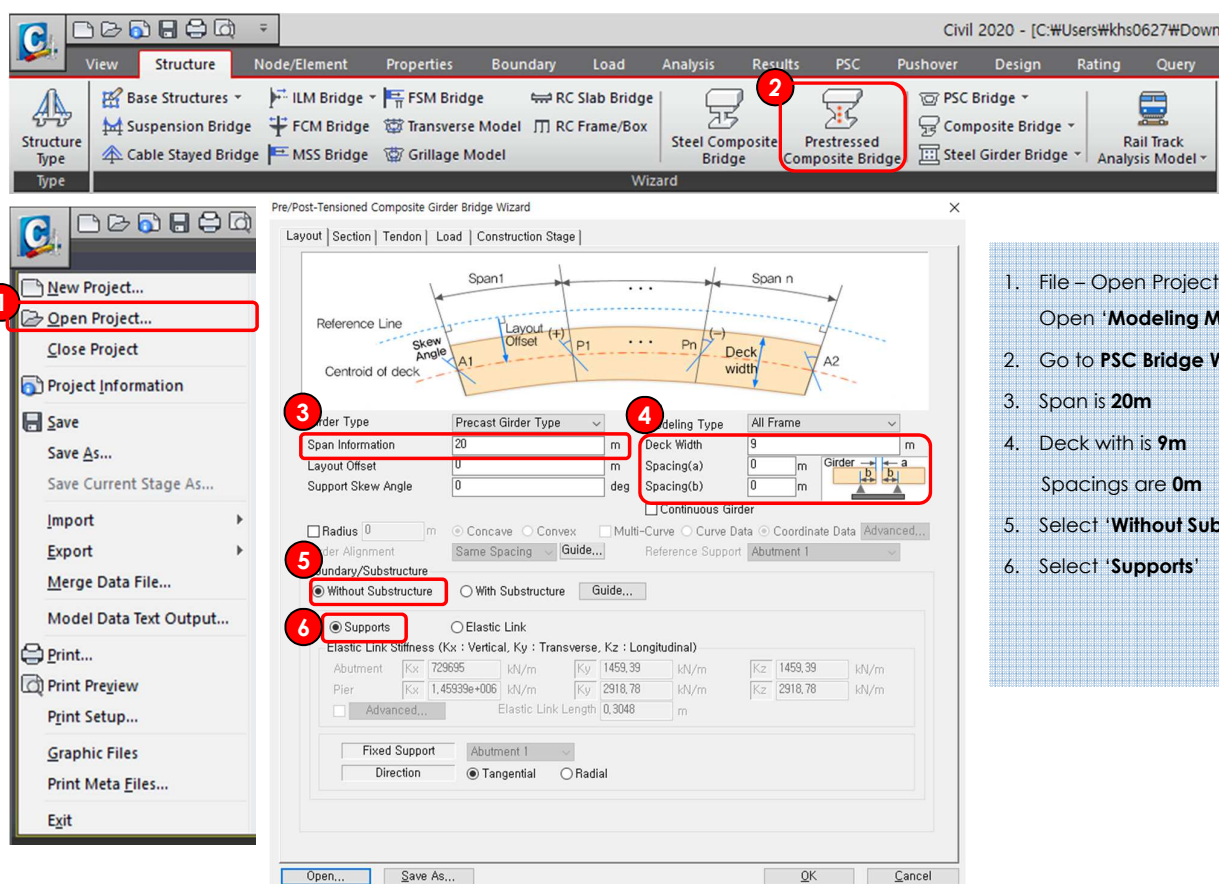 Civil 2020 - [C:₩Users₩khs0627₩Down
View Structure Node/Element Properties Boundary Load Analysis Results PSC Pushover Design Rating Query
2
Base Structures
ILM Bridge
FSM Bridge
RC Slab Bridge
PSC Bridge
Suspension Bridge
FCM Bridge
Transverse Model
RC Frame/Box
Composite Bridge
Cable Stayed Bridge
MSS Bridge
Grillage Model
Steel Girder Bridge
Structure
Type
Steel Composite
Bridge
Prestressed
Composite Bridge
Rail Track
Analysis Model
Type
Wizard
New Project...
1
Open Project...
Close Project
Project Information
Save
Save As...
Save Current Stage As...
Import
Export
Merge Data File...
Model Data Text Output...
Print...
Print Preview
Print Setup...
Graphic Files
Print Meta Files...
Exit
Pre/Post-Tensioned Composite Girder Bridge Wizard
Layout Section Tendon Load Construction Stage
Span1 ... Span n
Reference Line
Skew
Angle
Layout
Offset
(+)
(-)
A1 P1 ... Pn A2
Deck
width
Centroid of deck
3
4
Girder Type Precast Girder Type
Modeling Type All Frame
Span Information 20 m
Deck Width 9 m
Layout Offset 0 m
Spacing(a) 0 m
Support Skew Angle 0 deg
Spacing(b) 0 m
Girder a
b b
Continuous Girder
Radius 0 m Concave Convex Multi-Curve Curve Data Coordinate Data Advanced...
Girder Alignment Same Spacing Guide... Reference Support Abutment 1
5
Boundary/Substructure
Without Substructure With Substructure Guide...
6
Supports Elastic Link
Elastic Link Stiffness (Kx : Vertical, Ky : Transverse, Kz : Longitudinal)
Abutment Kx 729695 kN/m Ky 1459,39 kN/m Kz 1459,39 kN/m
Pier Kx 1,45939e+006 kN/m Ky 2918,78 kN/m Kz 2918,78 kN/m
Advanced... Elastic Link Length 0,3048 m
Fixed Support Abutment 1
Direction Tangential Radial
Open... Save As... OK Cancel
1. File – Open Project
Open ‘Modeling M
2. Go to PSC Bridge W
3. Span is 20m
4. Deck with is 9m
Spacings are 0m
5. Select ‘Without Sub
6. Select ‘Supports’